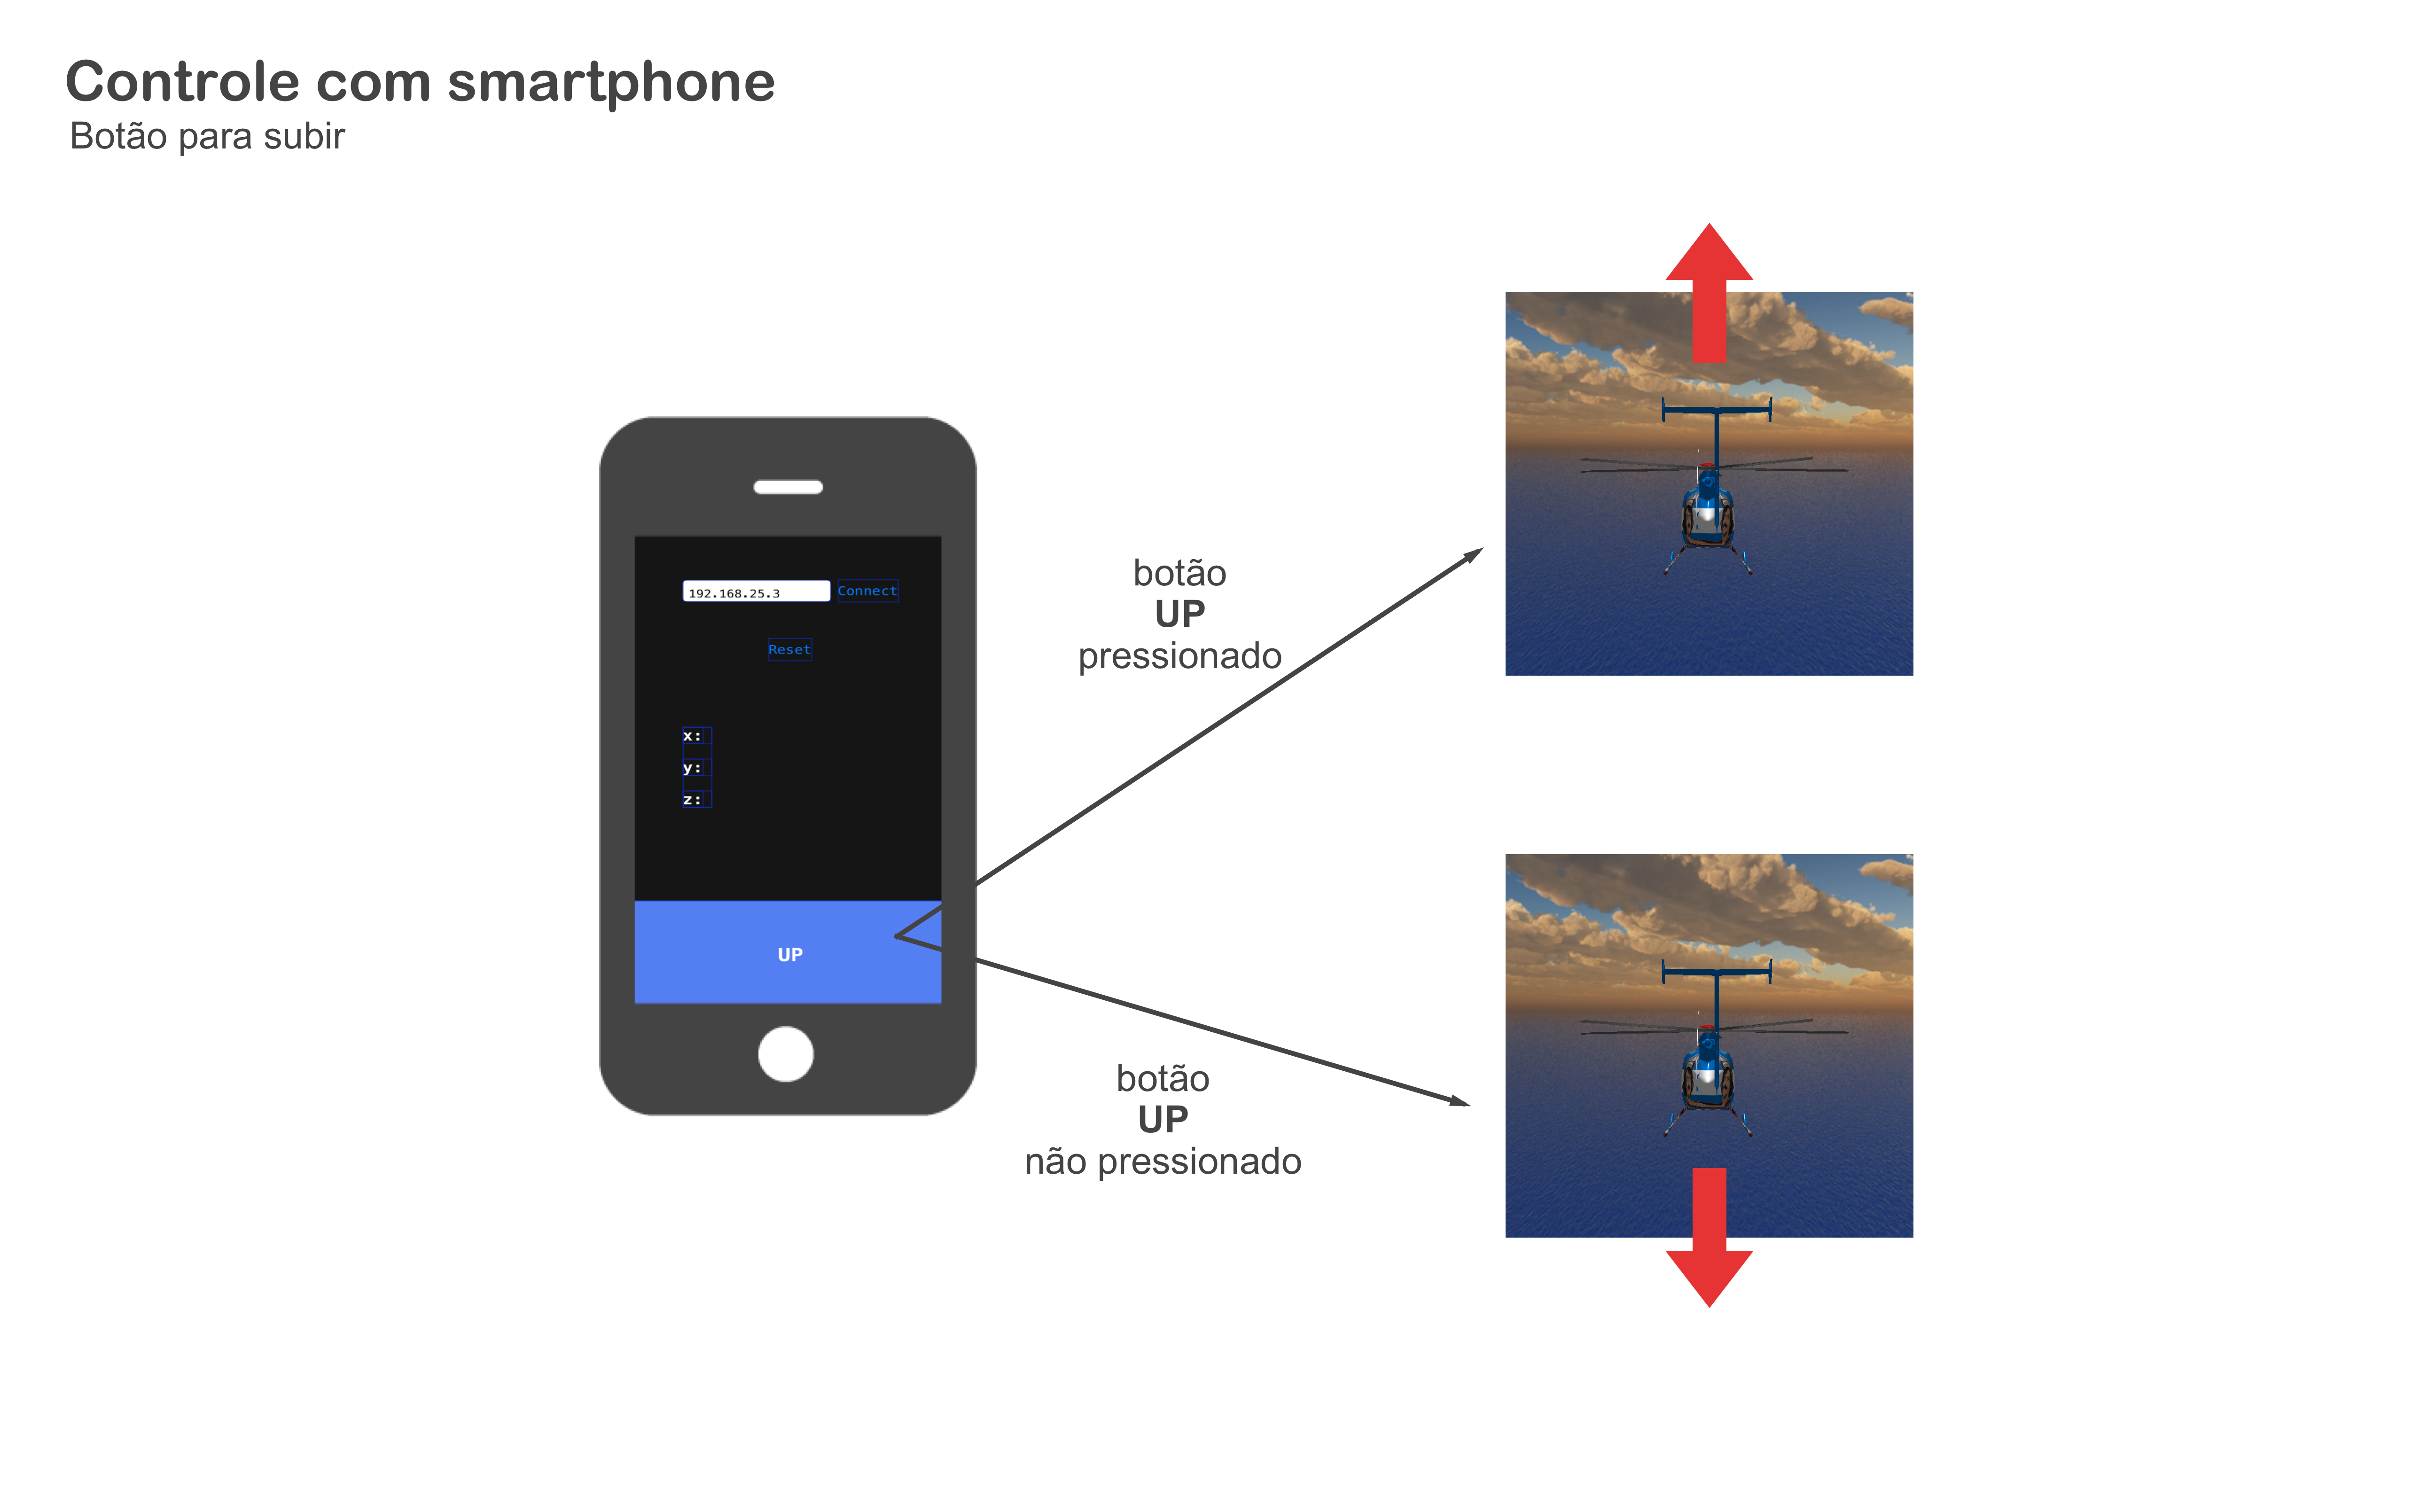 Controle com smartphone
Botão para subir
192.168.25.3
Connect
Reset
x:
y:
z:
UP
botão
UP
pressionado
botão
UP
não pressionado